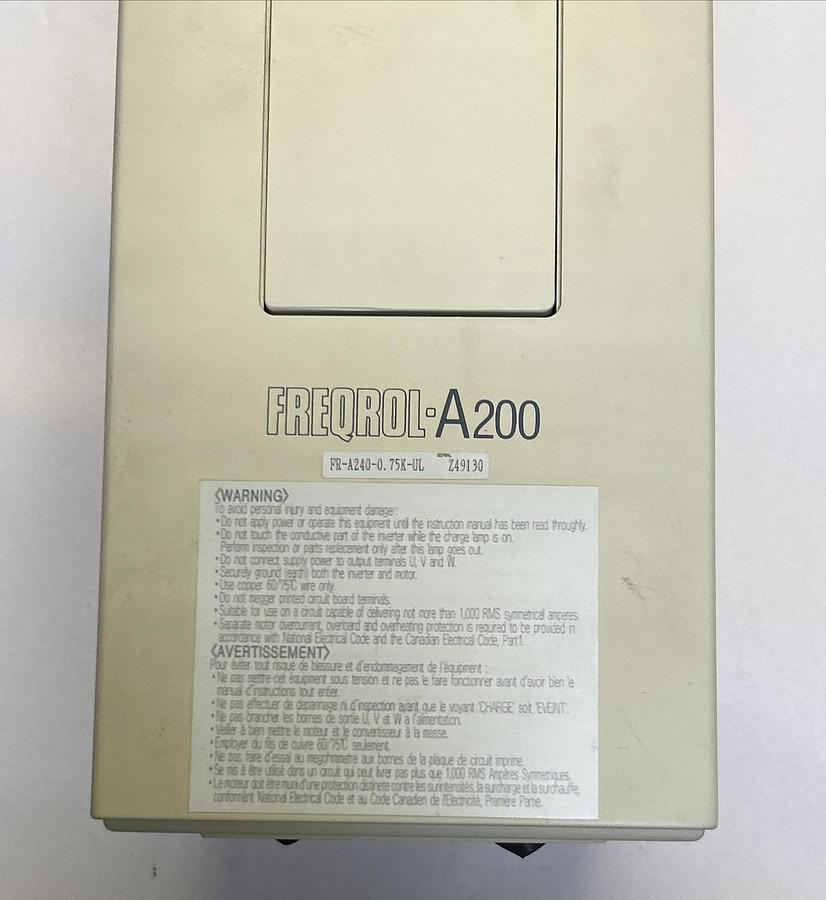 FREQROL-A200
SERIAL
FR-A240-0.75K-UL Z49130
〈WARNING〉
To avoid personal injury and equipment damage:
•Do not apply power or operate this equipment until the instruction manual has been read throughly.
•Do not touch the conductive part of the inverter while the charge lamp is on.
Perform inspection or parts replacement only after this lamp goes out.
•Do not connect supply power to output terminals U, V and W.
•Securely ground (earth) both the inverter and motor.
•Use copper 60/75℃ wire only.
•Do not megger printed circuit board terminals.
•Suitable for use on a circuit capable of delivering not more than 1,000 RMS symmetrical amperes.
•Separate motor overcurrent, overload and overheating protection is required to be provided in
accordance with National Electrical Code and the Canadian Electrical Code, Part1.
〈AVERTISSEMENT〉
Pour éviter tout risque de blessure et d'endommagement de l'équipment :
•Ne pas mettre cet équipment sous tension et ne pas le faire fonctionner avant d'avoir bien le
manual d'instructions tout entier.
•Ne pas effectuer de depannage ni d'inspection ayant que le voyant 'CHARGE' soit 'EVEINT'.
•Ne pas brancher les bornes de sortie U, V et W a l'alimentation.
•Veiller à bien mettre le moteur et le convertisseur à la masse.
•Employer du fils de cuivre 60/75℃ seulement.
•Ne pas faire d'essai au megohmmetre aux bornes de la plaque de circuit imprime.
•Se mis à être utilisé dans un circuit qui peut livrer pas plus que 1,000 RMS Ampères Symmetriques.
•Le moteur doit être muni d'une protection distinete contre les surintensités, la surcharge et la surchauffe,
conformént National Electrical Code et au Code Canadien de l'Electricité, Première Partie.